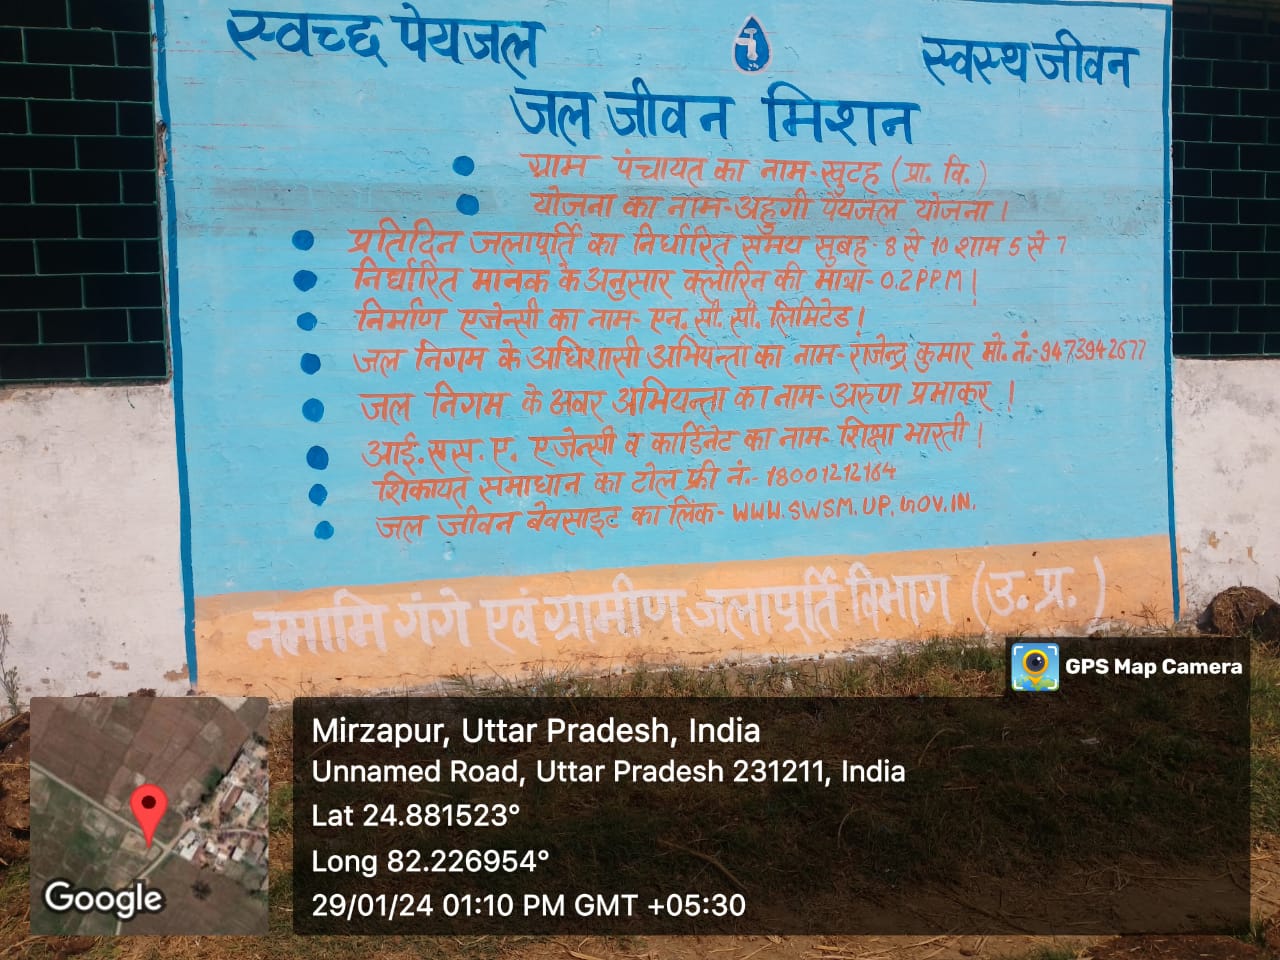 स्वच्छ पेयजल
स्वस्थ जीवन
जल जीवन मिशन
ग्राम पंचायत का नाम-खुटह (प्रा. वि.)
योजना का नाम-अहुगी पेयजल योजना।
प्रतिदिन जलापूर्ति का निर्धारित समय सुबह-8 से 10 शाम 5 से 7
निर्धारित मानक के अनुसार क्लोरिन की मात्रा-0.2PPM।
निर्माण एजेन्सी का नाम-एन. सी. सी. लिमिटेड।
जल निगम के अधिशासी अभियन्ता का नाम-राजेन्द्र कुमार मो. नं.-9473942677
जल निगम के अवर अभियन्ता का नाम-अरुण प्रभाकर।
आई. एस. ए. एजेन्सी व कार्डिनेट का नाम-शिक्षा भारती।
शिकायत समाधान का टोल फ्री नं.-18001212164
जल जीवन बेवसाइट का लिंक-WWW.SWSM.UP.GOV.IN.
नमामि गंगे एवं ग्रामीण जलापूर्ति विभाग (उ. प्र.)
GPS Map Camera
Mirzapur, Uttar Pradesh, India
Unnamed Road, Uttar Pradesh 231211, India
Lat 24.881523°
Long 82.226954°
29/01/24 01:10 PM GMT +05:30
Google